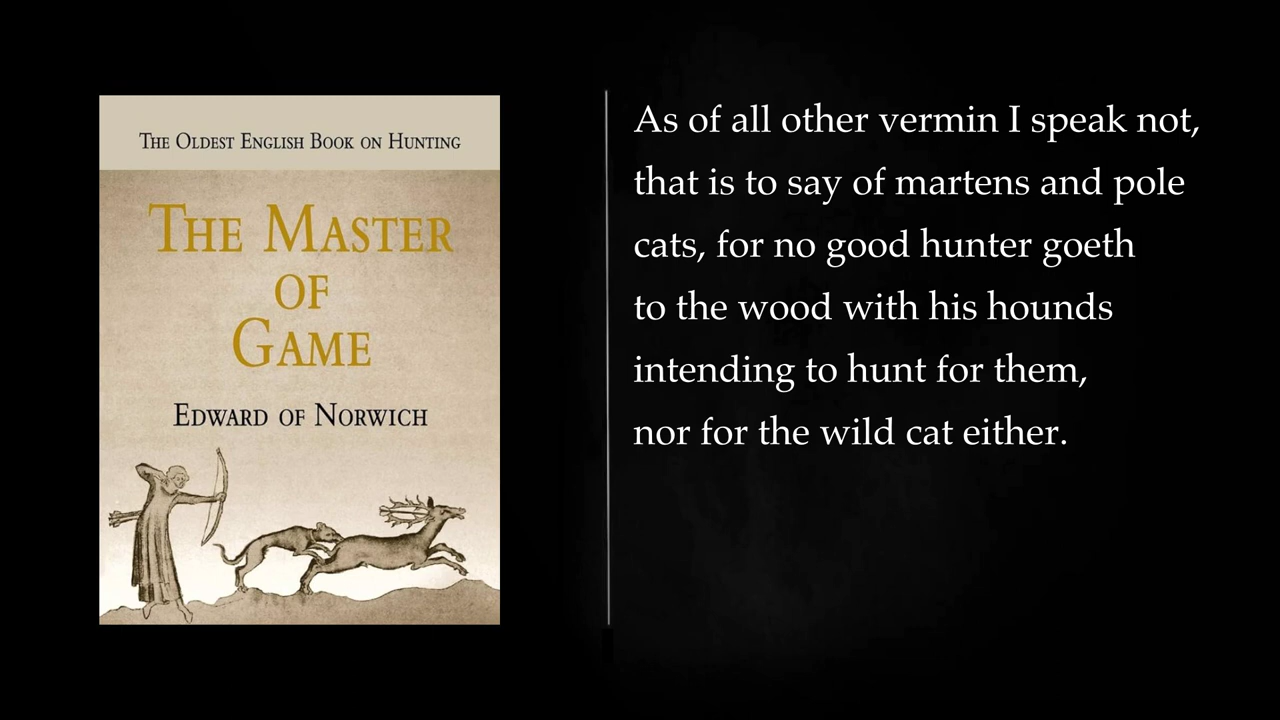 The Oldest English Book on Hunting
The Master
of
Game
Edward of Norwich
As of all other vermin I speak not,
that is to say of martens and pole
cats, for no good hunter goeth
to the wood with his hounds
intending to hunt for them,
nor for the wild cat either.